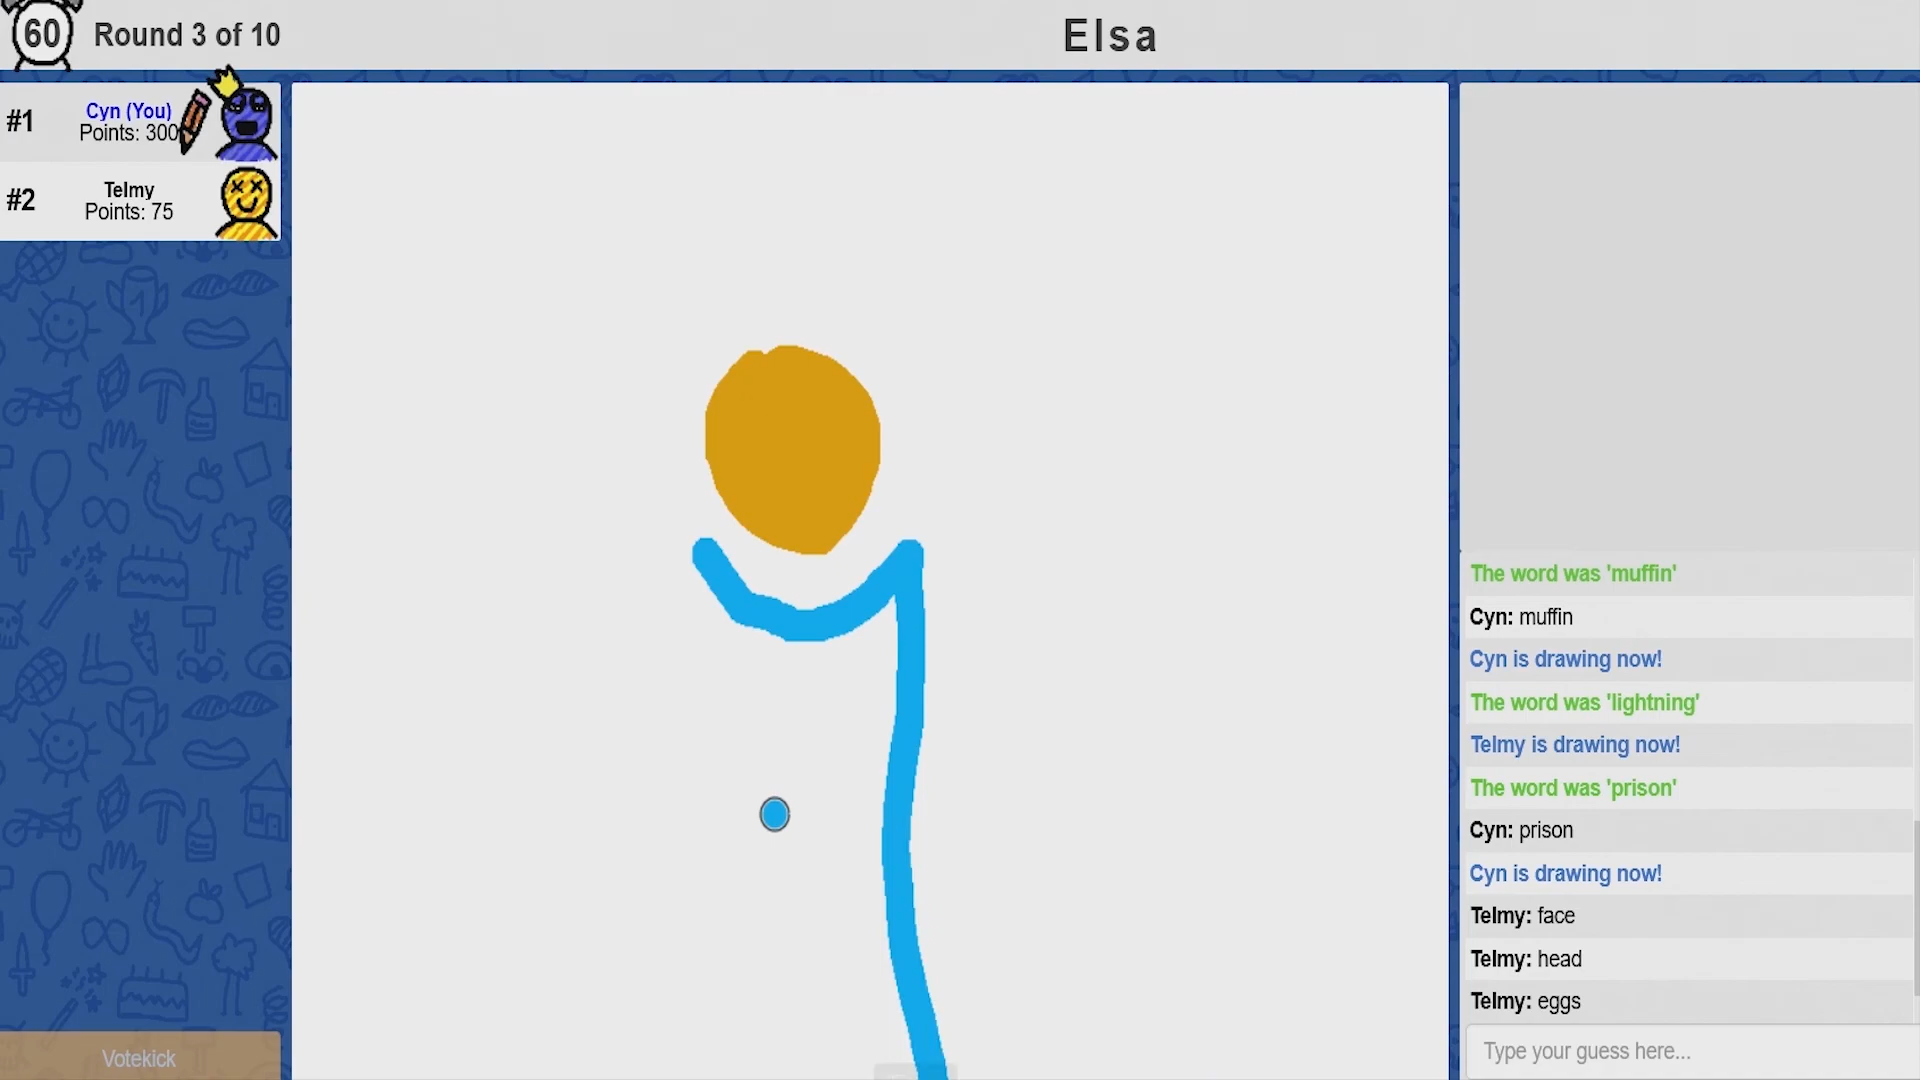 60
Round 3 of 10
Elsa
#1
Cyn (You)
Points: 300
#2
Telmy
Points: 75
1
1
Votekick
The word was 'muffin'
Cyn: muffin
Cyn is drawing now!
The word was 'lightning'
Telmy is drawing now!
The word was 'prison'
Cyn: prison
Cyn is drawing now!
Telmy: face
Telmy: head
Telmy: eggs
Type your guess here...